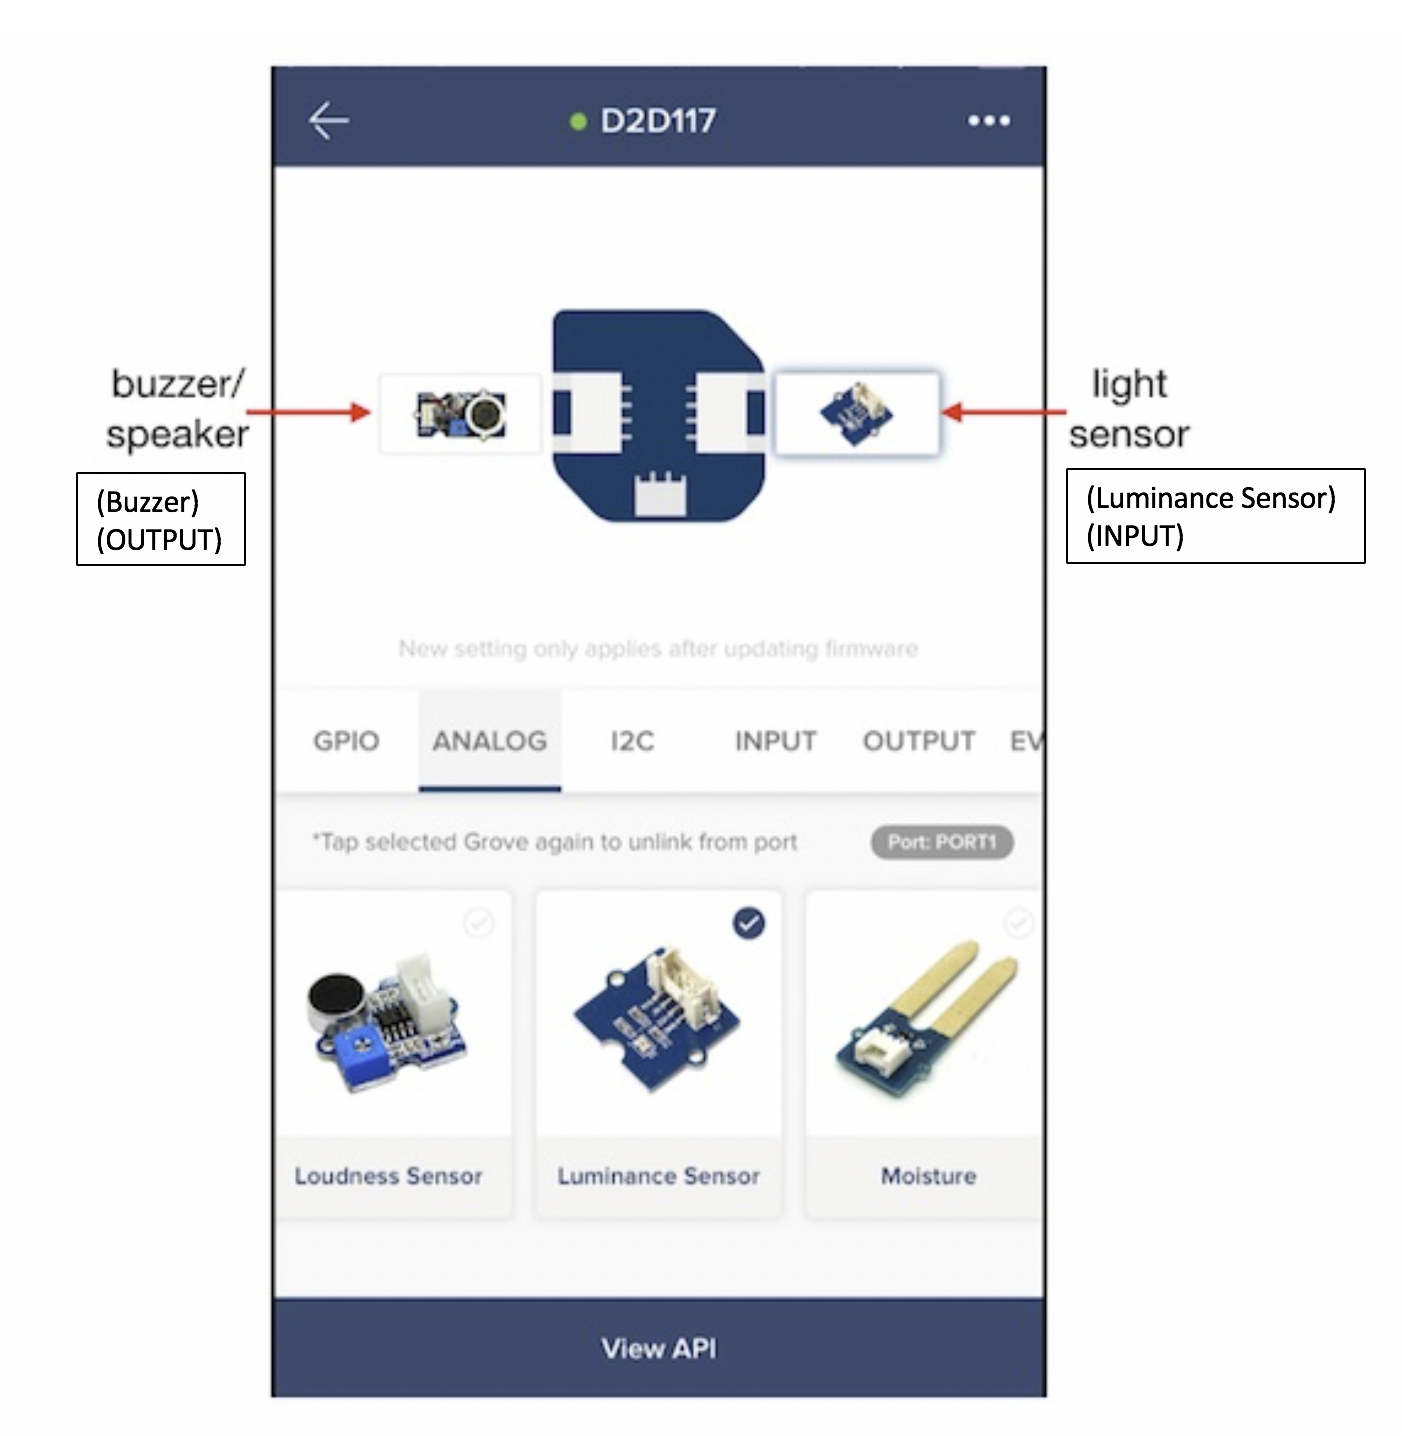 D2D117
buzzer/
speaker
(Buzzer)
(OUTPUT)
light
sensor
(Luminance Sensor)
(INPUT)
New setting only applies after updating firmware
GPIO ANALOG I2C INPUT OUTPUT EV
*Tap selected Grove again to unlink from port Port: PORT1
Loudness Sensor Luminance Sensor Moisture
View API